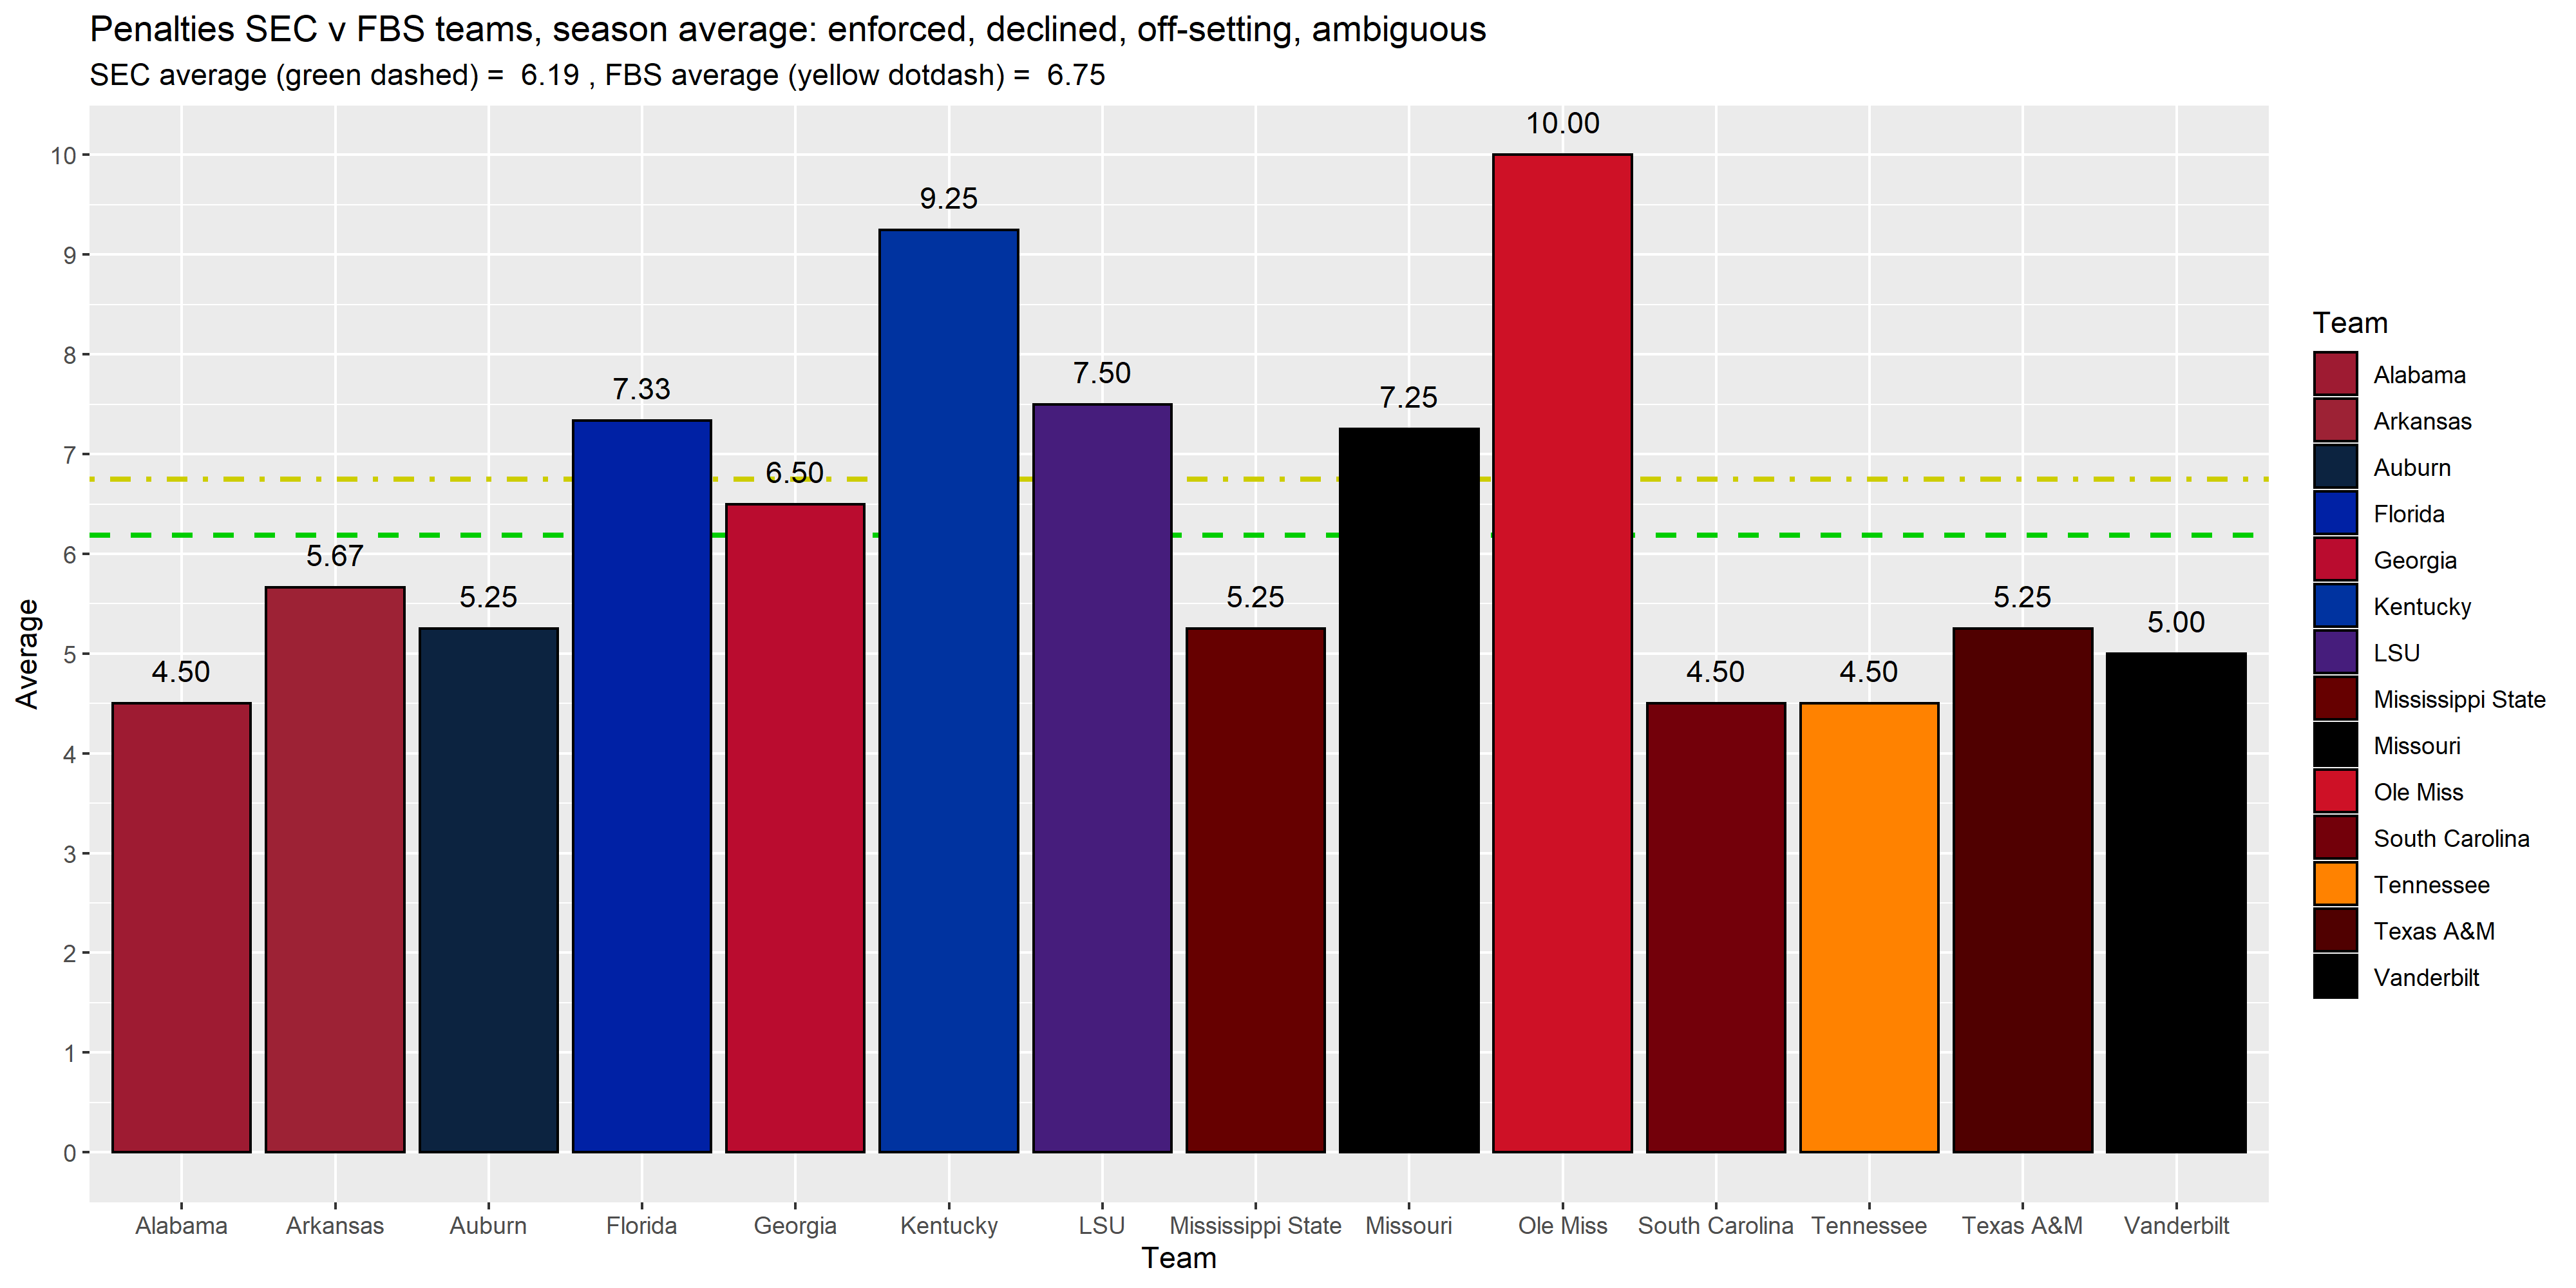 Penalties SEC v FBS teams, season average: enforced, declined, off-setting, ambiguous
SEC average (green dashed) =  6.19 , FBS average (yellow dotdash) =  6.75
10
9
8
7
6
5
4
3
2
1
0
Average
4.50
5.67
5.25
7.33
6.50
9.25
7.50
5.25
7.25
10.00
4.50
4.50
5.25
5.00
Alabama
Arkansas
Auburn
Florida
Georgia
Kentucky
LSU
Mississippi State
Missouri
Ole Miss
South Carolina
Tennessee
Texas A&M
Vanderbilt
Team
Team
Alabama
Arkansas
Auburn
Florida
Georgia
Kentucky
LSU
Mississippi State
Missouri
Ole Miss
South Carolina
Tennessee
Texas A&M
Vanderbilt